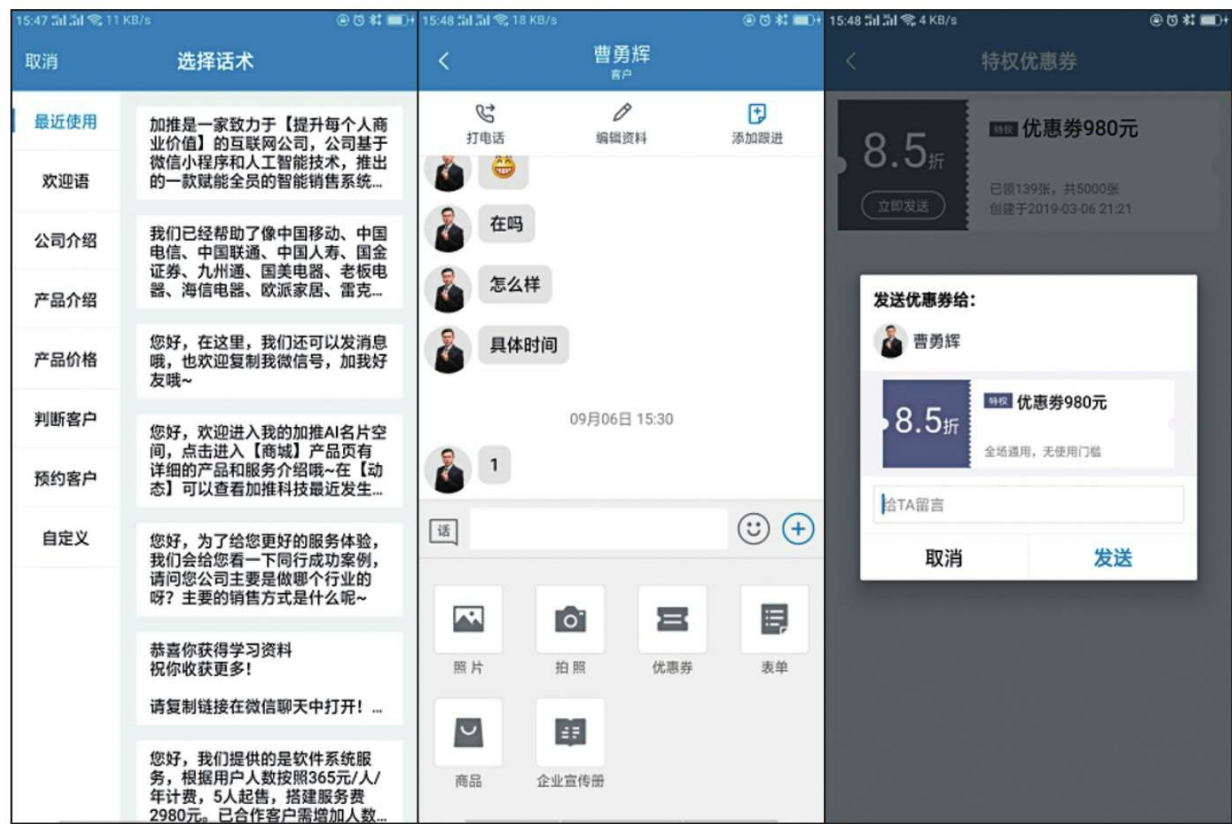 15:47 11 KB/s
取消 选择话术
最近使用
欢迎语
公司介绍
产品介绍
产品价格
判断客户
预约客户
自定义
加推是一家致力于【提升每个人商
业价值】的互联网公司，公司基于
微信小程序和人工智能技术，推出
的一款赋能全员的智能销售系统...
我们已经帮助了像中国移动、中国
电信、中国联通、中国人寿、国金
证券、九州通、国美电器、老板电
器、海信电器、欧派家居、雷克...
您好，在这里，我们还可以发消息
哦，也欢迎复制我微信号，加我好
友哦~
您好，欢迎进入我的加推AI名片空
间，点击进入【商城】产品页有
详细的产品和服务介绍哦~在【动
态】可以查看加推科技最近发生...
您好，为了给您更好的服务体验，
我们会给您看一下同行成功案例，
请问您公司主要是做哪个行业的
呀？主要的销售方式是什么呢~
恭喜你获得学习资料
祝你收获更多！
请复制链接在微信聊天中打开！...
您好，我们提供的是软件系统服
务，根据用户人数按照365元/人/
年计费，5人起售，搭建服务费
2980元。已合作客户需增加人数...
15:48 18 KB/s
曹勇辉
客户
打电话 编辑资料 添加跟进
在吗
怎么样
具体时间
09月06日 15:30
1
话
照片 拍照 优惠券 表单
商品 企业宣传册
15:48 4 KB/s
特权优惠券
8.5折
立即发送
特权 优惠劵980元
已领139张，共5000张
创建于2019-03-06 21:21
发送优惠券给：
曹勇辉
8.5折
特权 优惠劵980元
全场通用，无使用门槛
给TA留言
取消 发送